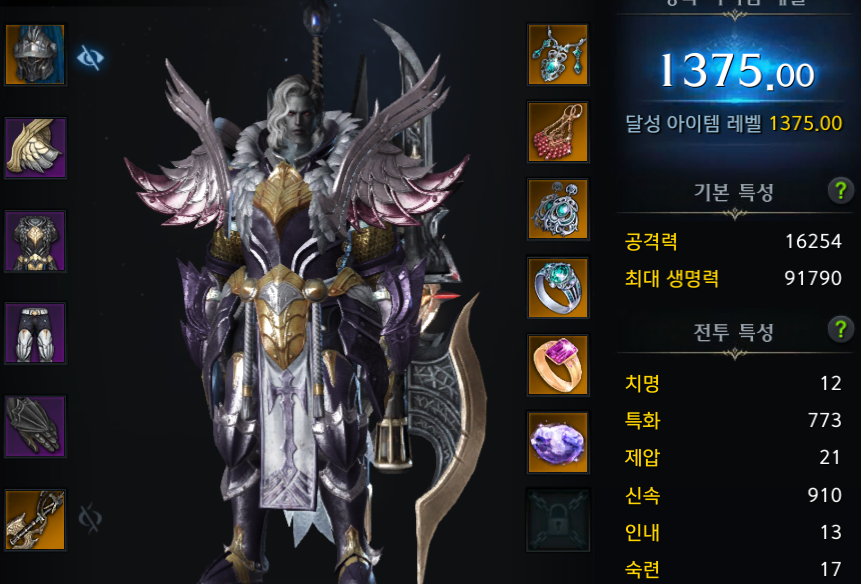 1375.00
달성 아이템 레벨 1375.00
기본 특성 ?
공격력 16254
최대 생명력 91790
전투 특성 ?
치명 12
특화 773
제압 21
신속 910
인내 13
숙련 17